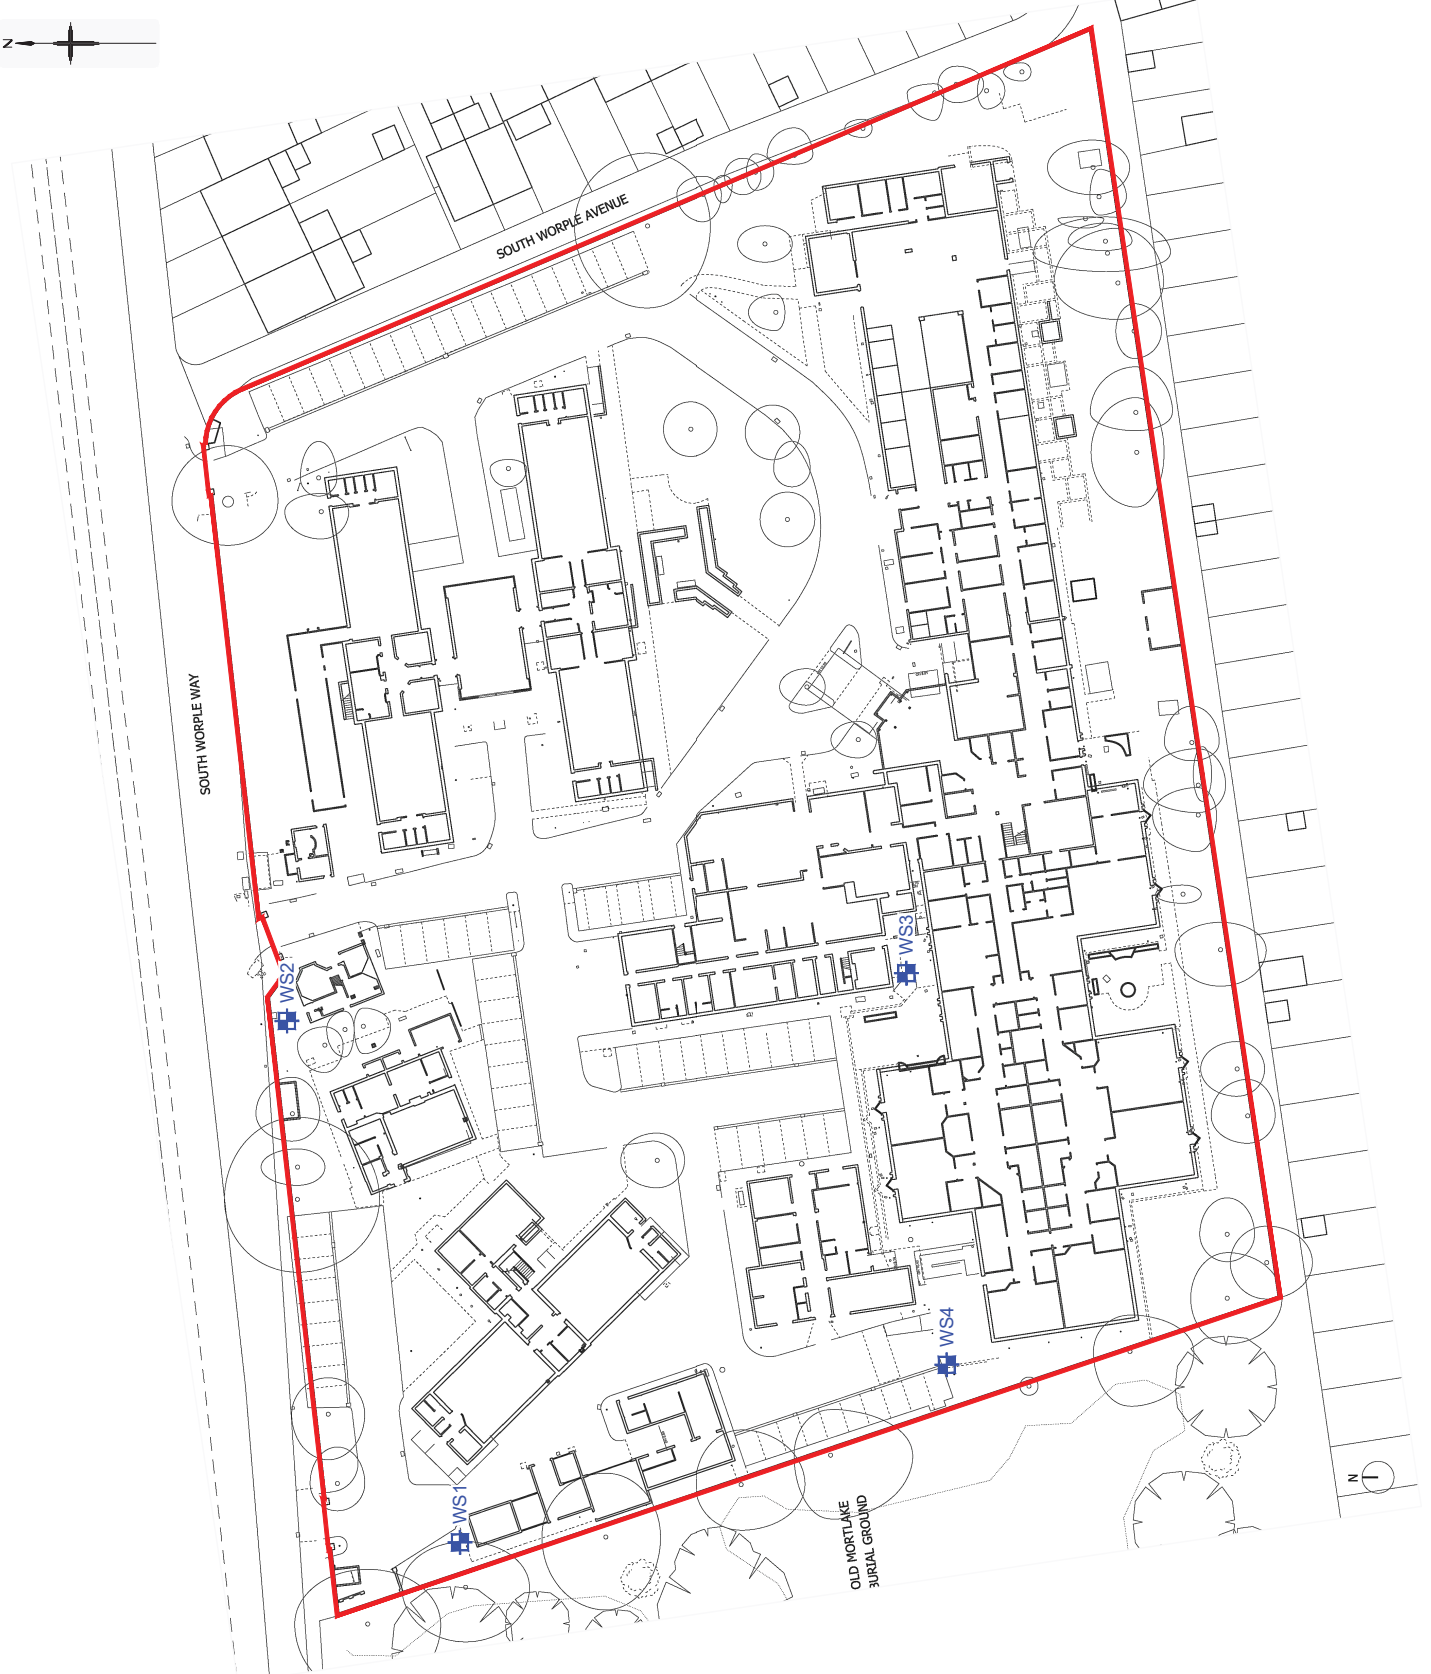 N
SOUTH WORPLE AVENUE
SOUTH WORPLE WAY
WS3
WS2
WS4
WS1
N
OLD MORTLAKE
BURIAL GROUND